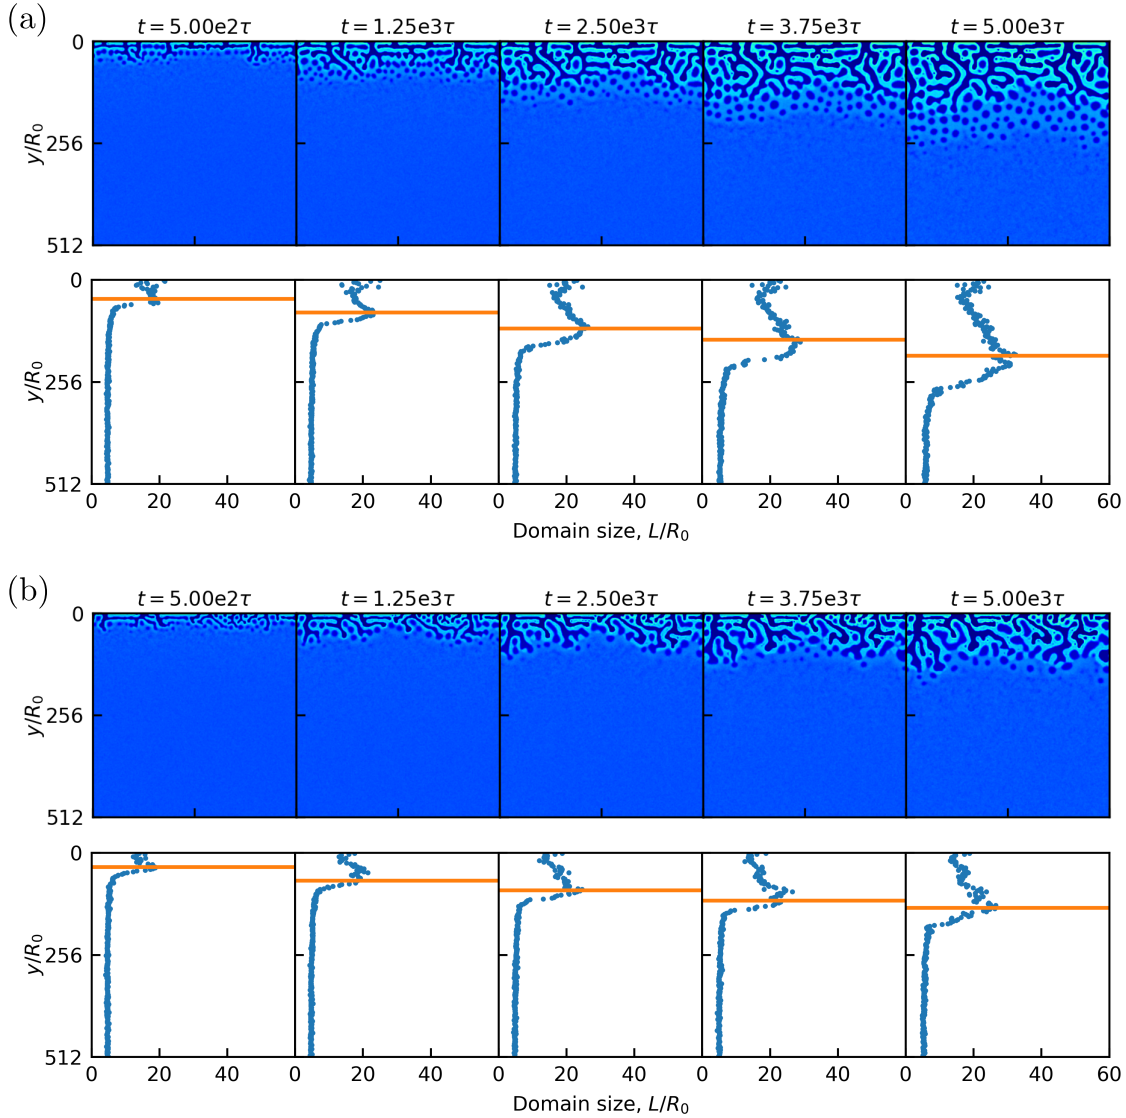 (a)
t = 5.00e2τ t = 1.25e3τ t = 2.50e3τ t = 3.75e3τ t = 5.00e3τ
0
y/R₀
256
512
0
y/R₀
256
512
0 20 40 0 20 40 0 20 40 0 20 40 0 20 40 60
Domain size, L/R₀
(b)
t = 5.00e2τ t = 1.25e3τ t = 2.50e3τ t = 3.75e3τ t = 5.00e3τ
0
y/R₀
256
512
0
y/R₀
256
512
0 20 40 0 20 40 0 20 40 0 20 40 0 20 40 60
Domain size, L/R₀